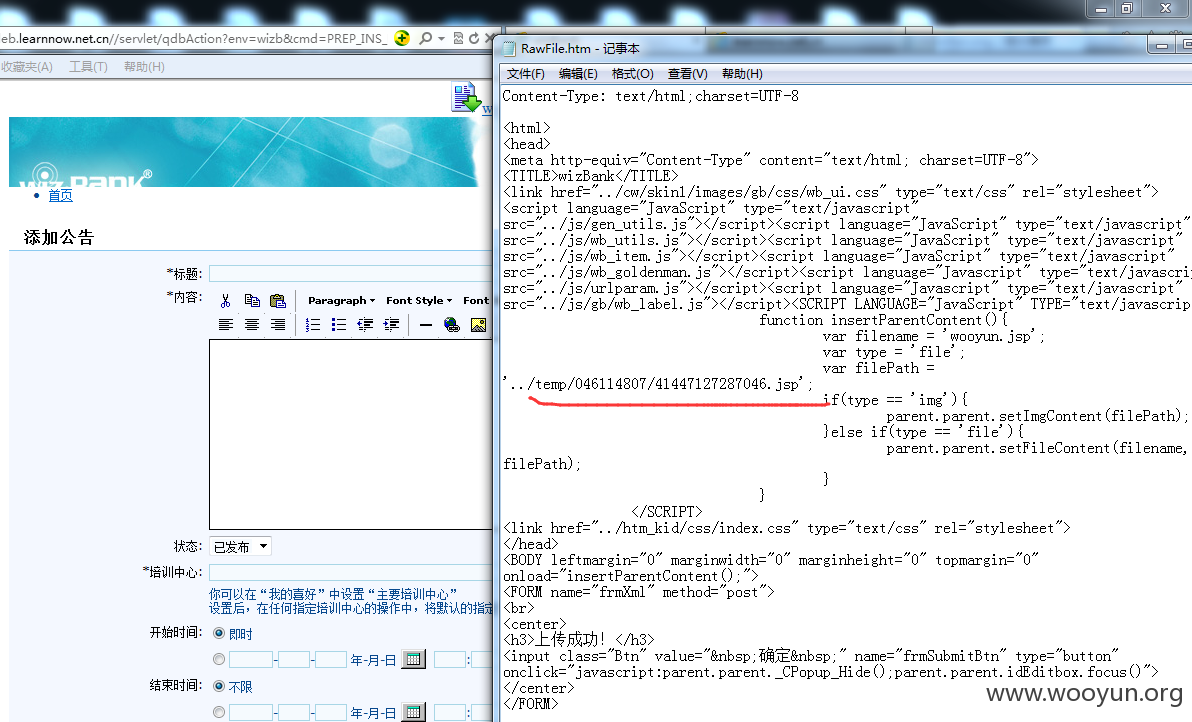 eb.learnnow.net.cn//servlet/qdbAction?env=wizb&cmd=PREP_INS_
收藏夹(A) 工具(T) 帮助(H)
W
wizBank®
首页
添加公告
*标题:
*内容:
Paragraph
Font Style
Font
状态:
已发布
*培训中心:
你可以在“我的喜好”中设置“主要培训中心”
设置后，在任何指定培训中心的操作中，将默认的指定
开始时间:
即时
- - 年-月-日 :
结束时间:
不限
- - 年-月-日 :
RawFile.htm - 记事本
文件(F) 编辑(E) 格式(O) 查看(V) 帮助(H)
Content-Type: text/html;charset=UTF-8
<html>
<head>
<meta http-equiv="Content-Type" content="text/html; charset=UTF-8">
<TITLE>wizBank</TITLE>
<link href="../cw/skin1/images/gb/css/wb_ui.css" type="text/css" rel="stylesheet">
<script language="JavaScript" type="text/javascript"
src="../js/gen_utils.js"></script><script language="JavaScript" type="text/javascript"
src="../js/wb_utils.js"></script><script language="JavaScript" type="text/javascript"
src="../js/wb_item.js"></script><script language="JavaScript" type="text/javascript"
src="../js/wb_goldenman.js"></script><script language="JavaScript" type="text/javascri
src="../js/urlparam.js"></script><script language="JavaScript" type="text/javascript"
src="../js/gb/wb_label.js"></script><SCRIPT LANGUAGE="JavaScript" TYPE="text/javascrip
function insertParentContent(){
var filename = 'wooyun.jsp';
var type = 'file';
var filePath =
'../temp/046114807/41447127287046.jsp';
if(type == 'img'){
parent.parent.setImgContent(filePath);
}else if(type == 'file'){
parent.parent.setFileContent(filename,
filePath);
}
}
</SCRIPT>
<link href="../htm_kid/css/index.css" type="text/css" rel="stylesheet">
</head>
<BODY leftmargin="0" marginwidth="0" marginheight="0" topmargin="0"
onload="insertParentContent();">
<FORM name="frmXml" method="post">
<br>
<center>
<h3>上传成功! </h3>
<input class="Btn" value="&nbsp;确定&nbsp;" name="frmSubmitBtn" type="button"
onclick="javascript:parent.parent._CPopup_Hide();parent.parent.idEditbox.focus()">
</center>
</FORM>
www.wooyun.org